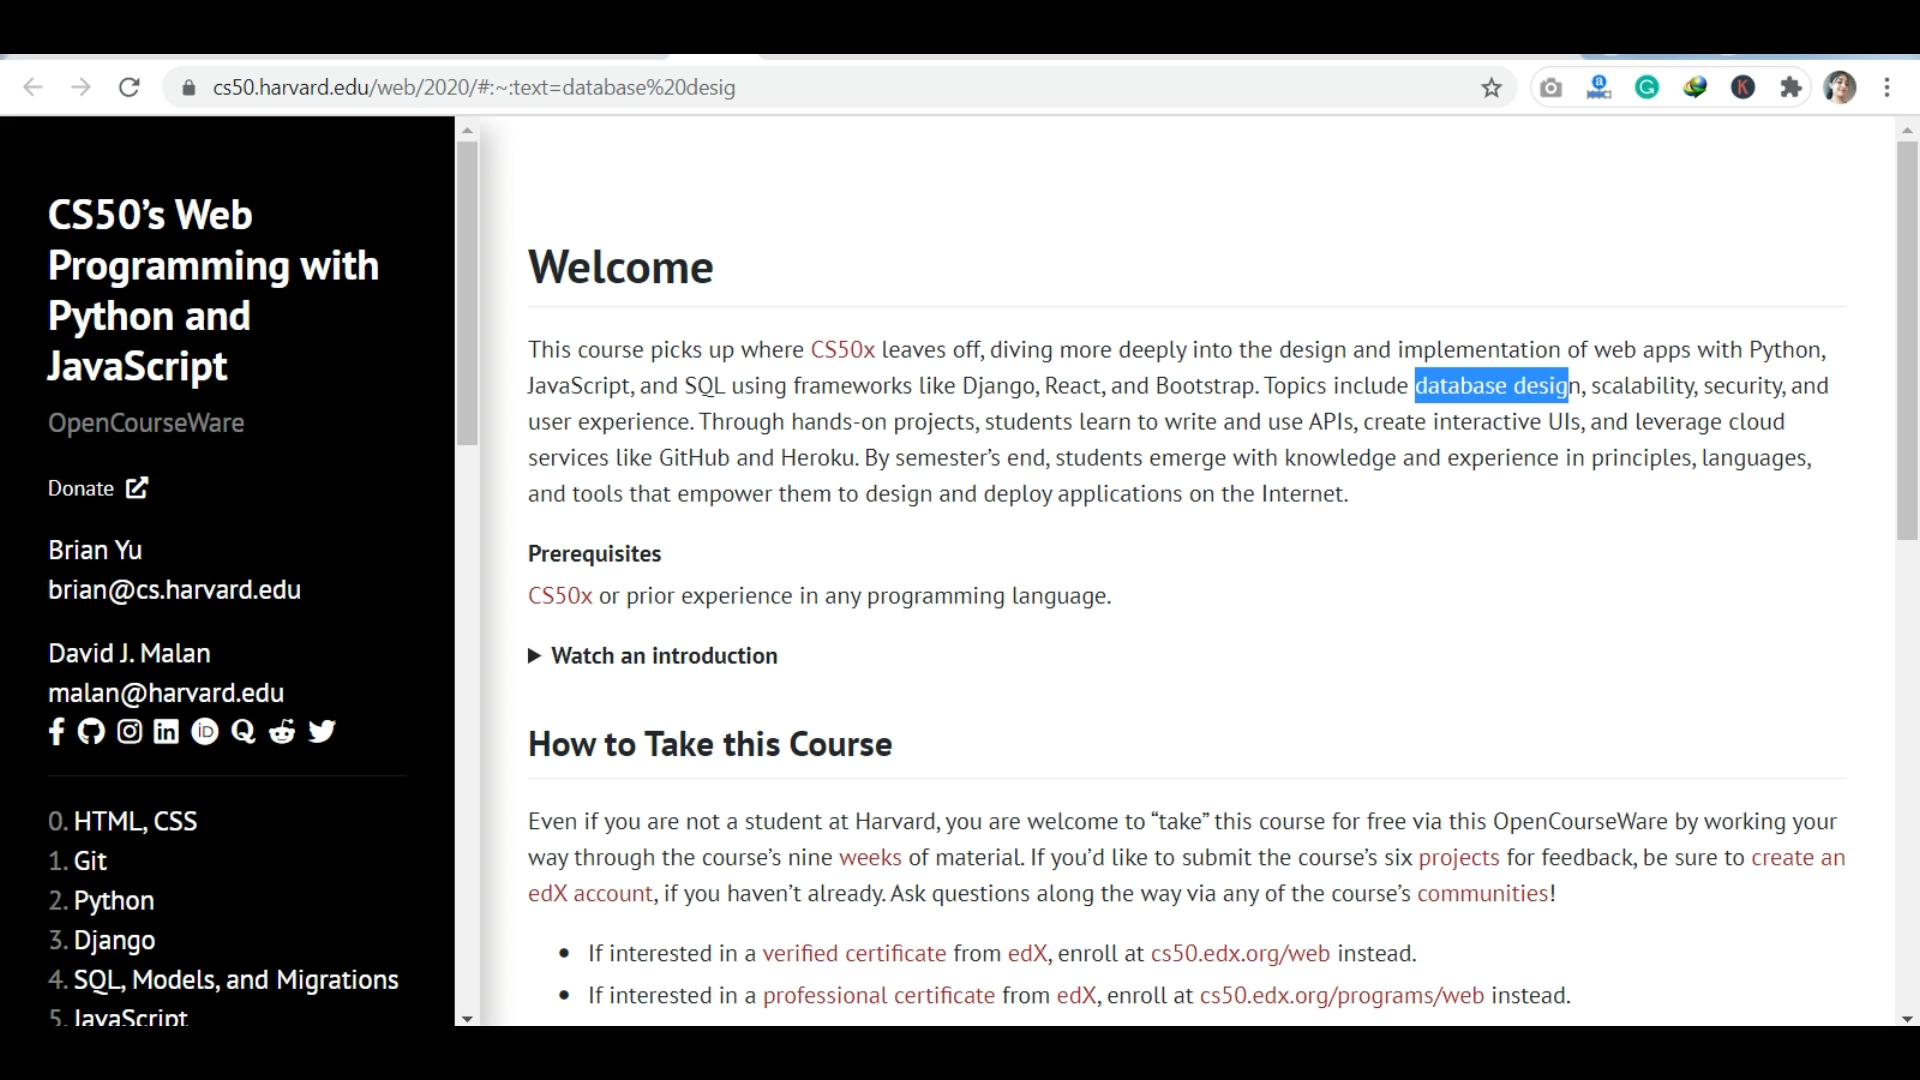 cs50.harvard.edu/web/2020/#:~:text=database%20desig
CS50’s Web
Programming with
Python and
JavaScript
OpenCourseWare
Donate
Brian Yu
brian@cs.harvard.edu
David J. Malan
malan@harvard.edu
0. HTML, CSS
1. Git
2. Python
3. Django
4. SQL, Models, and Migrations
5. JavaScript
Welcome
This course picks up where CS50x leaves off, diving more deeply into the design and implementation of web apps with Python,
JavaScript, and SQL using frameworks like Django, React, and Bootstrap. Topics include database design, scalability, security, and
user experience. Through hands-on projects, students learn to write and use APIs, create interactive UIs, and leverage cloud
services like GitHub and Heroku. By semester’s end, students emerge with knowledge and experience in principles, languages,
and tools that empower them to design and deploy applications on the Internet.
Prerequisites
CS50x or prior experience in any programming language.
Watch an introduction
How to Take this Course
Even if you are not a student at Harvard, you are welcome to “take” this course for free via this OpenCourseWare by working your
way through the course’s nine weeks of material. If you’d like to submit the course’s six projects for feedback, be sure to create an
edX account, if you haven’t already. Ask questions along the way via any of the course’s communities!
• If interested in a verified certificate from edX, enroll at cs50.edx.org/web instead.
• If interested in a professional certificate from edX, enroll at cs50.edx.org/programs/web instead.